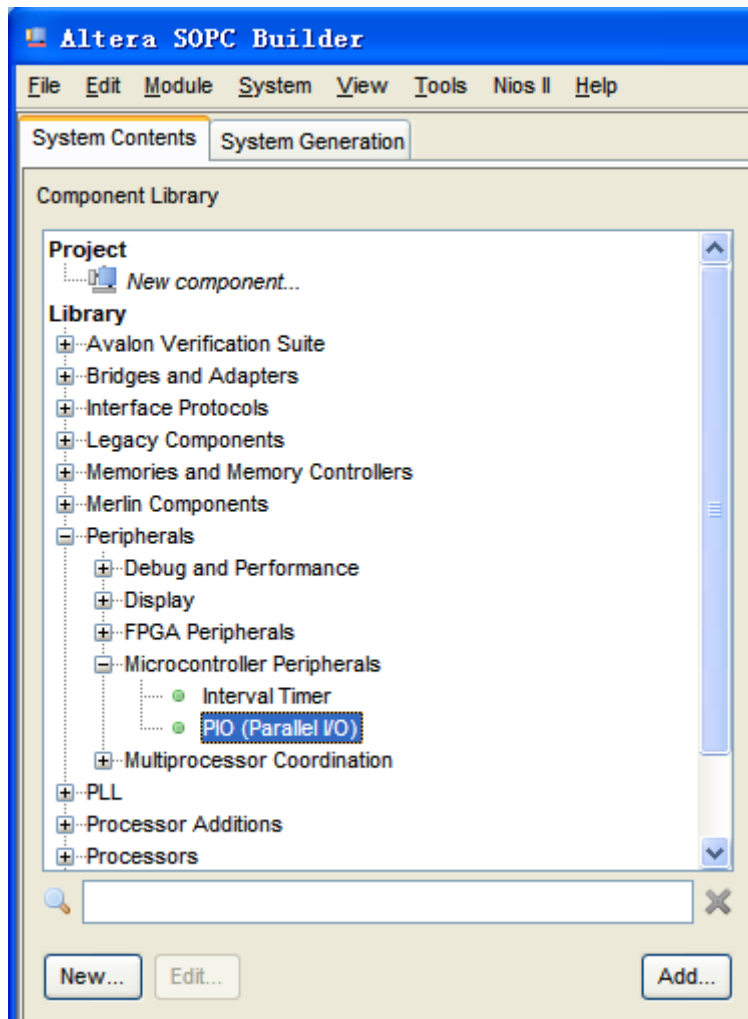 Altera SOPC Builder
File Edit Module System View Tools Nios II Help
System Contents System Generation
Component Library
Project
New component...
Library
Avalon Verification Suite
Bridges and Adapters
Interface Protocols
Legacy Components
Memories and Memory Controllers
Merlin Components
Peripherals
Debug and Performance
Display
FPGA Peripherals
Microcontroller Peripherals
Interval Timer
PIO (Parallel I/O)
Multiprocessor Coordination
PLL
Processor Additions
Processors
New... Edit... Add...